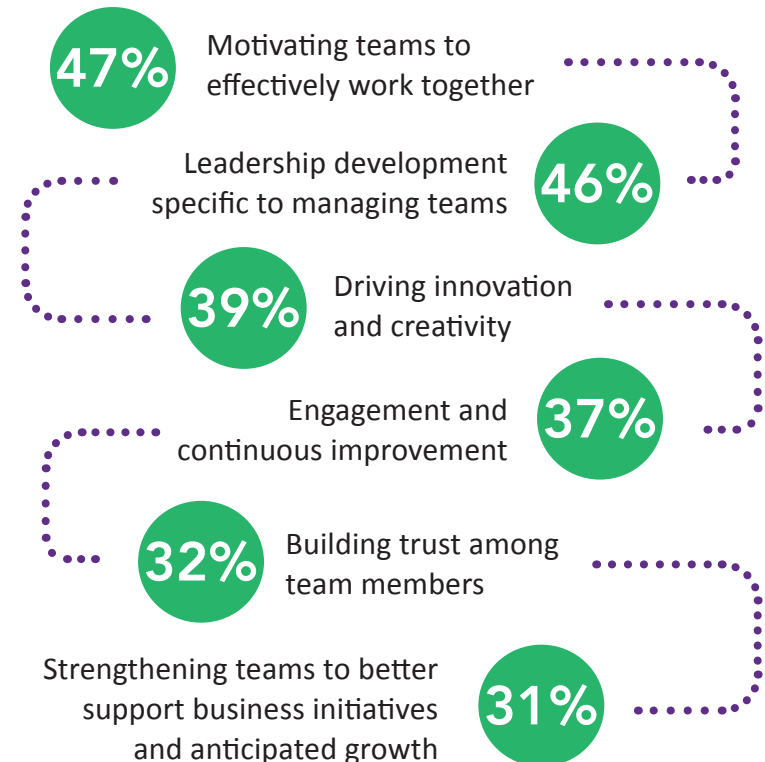 47%
Motivating teams to
effectively work together
Leadership development
specific to managing teams
46%
39%
Driving innovation
and creativity
Engagement and
continuous improvement
37%
32%
Building trust among
team members
Strengthening teams to better
support business initiatives
and anticipated growth
31%